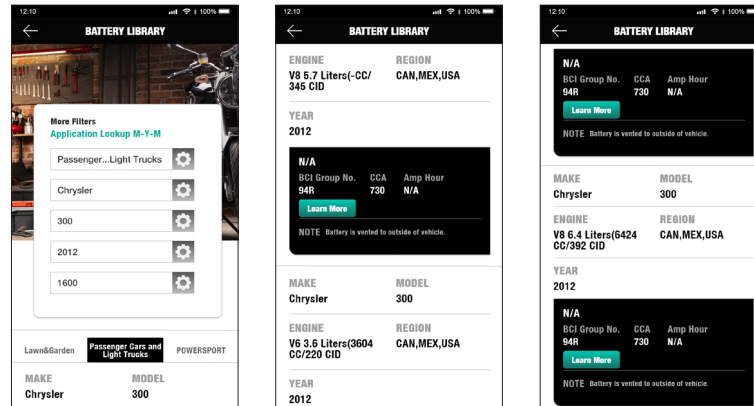 12:10
100%
BATTERY LIBRARY
More Filters
Application Lookup M-Y-M
Passenger...Light Trucks
Chrysler
300
2012
1600
Lawn&Garden
Passenger Cars and
Light Trucks
POWERSPORT
MAKE MODEL
Chrysler 300
12:10
100%
BATTERY LIBRARY
ENGINE REGION
V8 5.7 Liters(-CC/ CAN,MEX,USA
345 CID
YEAR
2012
N/A
BCI Group No. CCA Amp Hour
94R 730 N/A
Learn More
NOTE Battery is vented to outside of vehicle.
MAKE MODEL
Chrysler 300
ENGINE REGION
V6 3.6 Liters(3604 CAN,MEX,USA
CC/220 CID
YEAR
2012
12:10
100%
BATTERY LIBRARY
N/A
BCI Group No. CCA Amp Hour
94R 730 N/A
Learn More
NOTE Battery is vented to outside of vehicle.
MAKE MODEL
Chrysler 300
ENGINE REGION
V8 6.4 Liters(6424 CAN,MEX,USA
CC/392 CID
YEAR
2012
N/A
BCI Group No. CCA Amp Hour
94R 730 N/A
Learn More
NOTE Battery is vented to outside of vehicle.